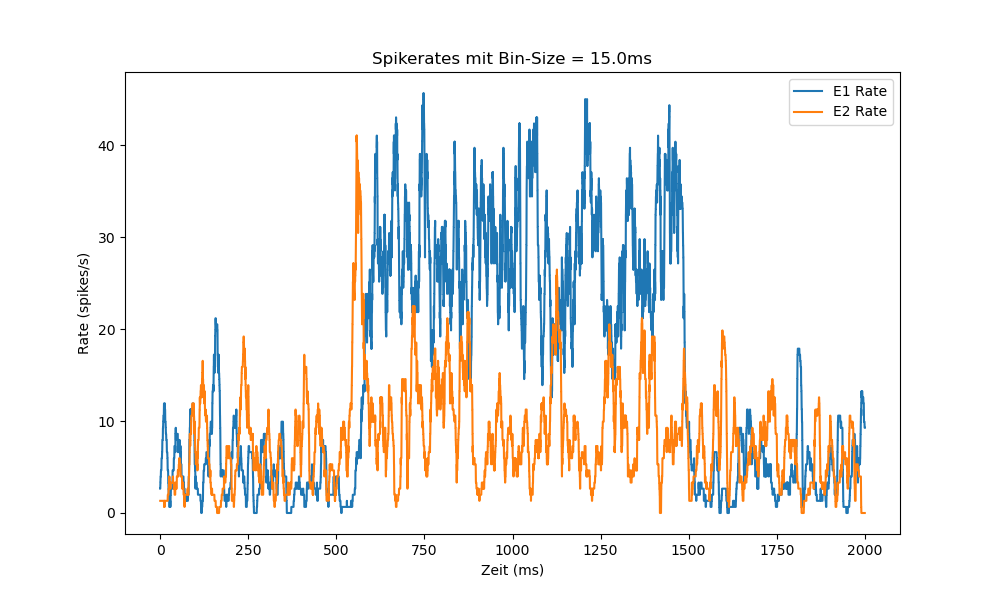 Spikerates mit Bin-Size = 15.0ms
E1 Rate
E2 Rate
Rate (spikes/s)
40
30
20
10
0
0 250 500 750 1000 1250 1500 1750 2000
Zeit (ms)